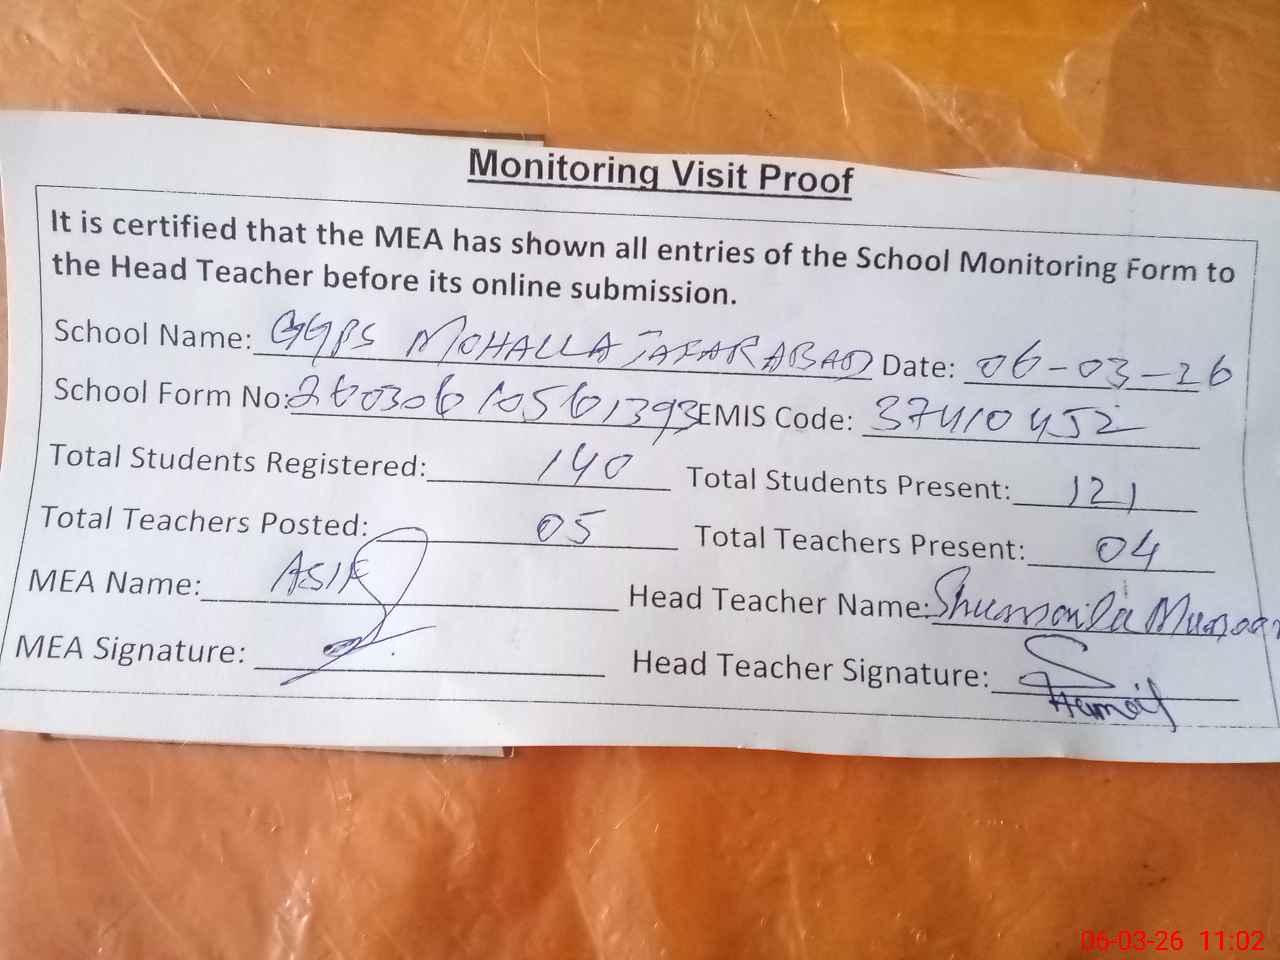 Monitoring Visit Proof
It is certified that the MEA has shown all entries of the School Monitoring Form to
the Head Teacher before its online submission.
School Name: GGPS MOHALLA JAFARABAD Date: 06-03-26
School Form No: 26030610561393 EMIS Code: 37410452
Total Students Registered: 140 Total Students Present: 121
Total Teachers Posted: 05 Total Teachers Present: 04
MEA Name: ASIF Head Teacher Name: Shumaila
MEA Signature: Head Teacher Signature:
06-03-26 11:02